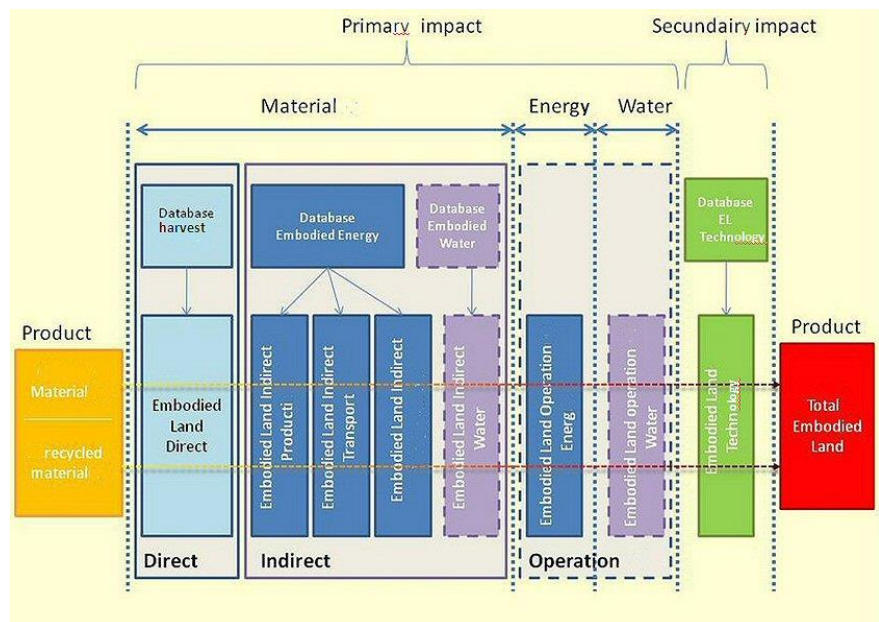 Primary impact
Secundairy impact
Material
Energy
Water
Database
harvest
Database
Embodied Energy
Database
Embodied
Water
Database
EL
Technology
Product
Material
recycled
material
Embodied
Land
Direct
Embodied Land Indirect
Producti
Embodied Land Indirect
Transport
Embodied Land Indirect
Embodied Land Indirect
Water
Embodied Land Operation
Energ
Embodied Land operation
Water
Embodied Land
Technology
Product
Total
Embodied
Land
Direct
Indirect
Operation